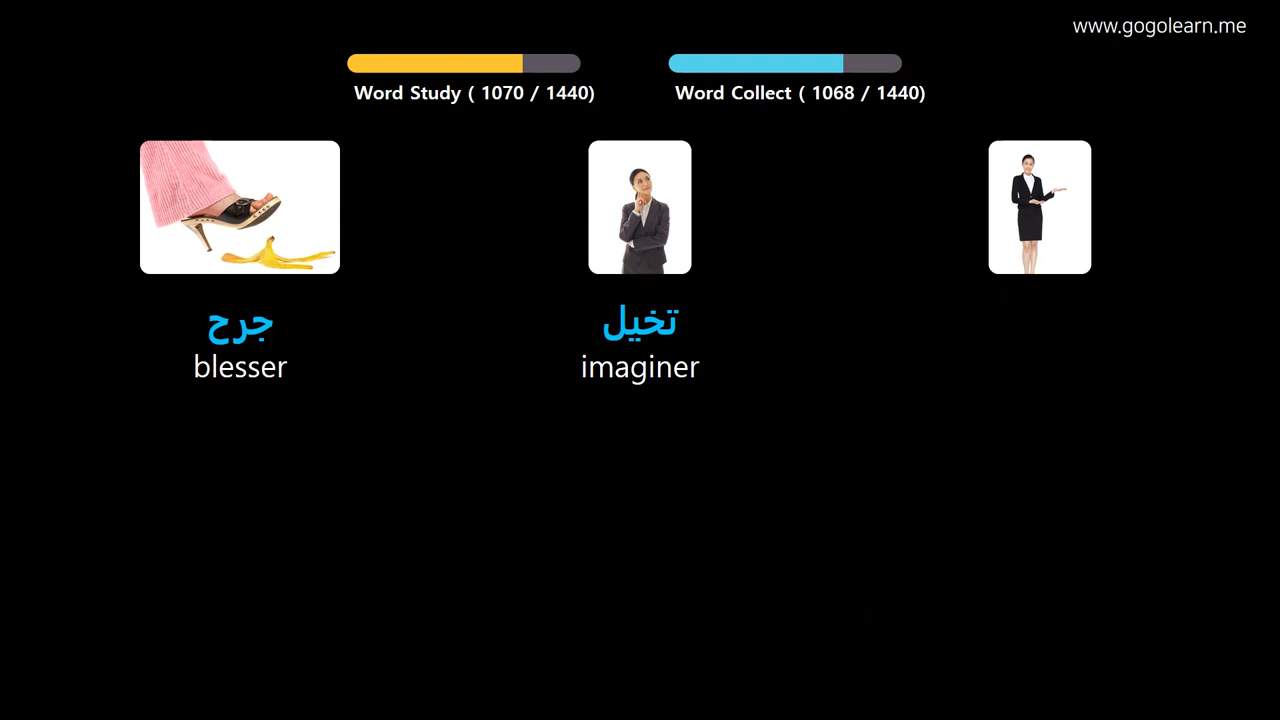 www.gogolearn.me
Word Study ( 1070 / 1440)
Word Collect ( 1068 / 1440)
جرح
blesser
تخيل
imaginer